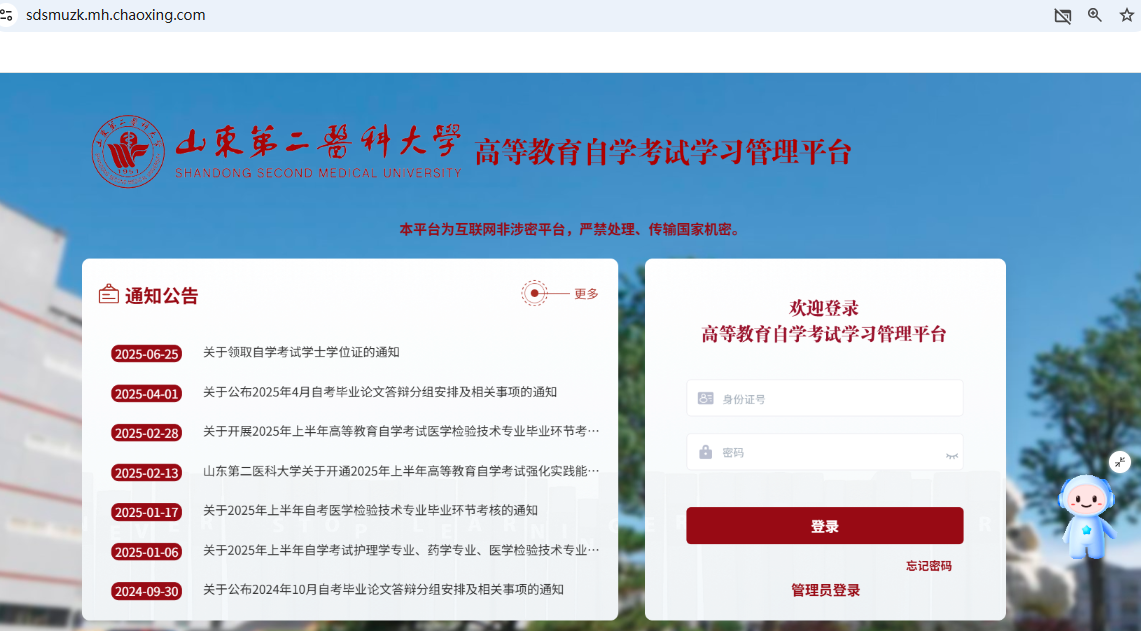 sdsmuzk.mh.chaoxing.com
山東第二醫科大學 高等教育自学考试学习管理平台
SHANDONG SECOND MEDICAL UNIVERSITY
本平台为互联网非涉密平台，严禁处理、传输国家机密。
通知公告
更多
2025-06-25 关于领取自学考试学士学位证的通知
2025-04-01 关于公布2025年4月自考毕业论文答辩分组安排及相关事项的通知
2025-02-28 关于开展2025年上半年高等教育自学考试医学检验技术专业毕业环节考…
2025-02-13 山东第二医科大学关于开通2025年上半年高等教育自学考试强化实践能…
2025-01-17 关于2025年上半年自考医学检验技术专业毕业环节考核的通知
2025-01-06 关于2025年上半年自学考试护理学专业、药学专业、医学检验技术专业…
2024-09-30 关于公布2024年10月自考毕业论文答辩分组安排及相关事项的通知
欢迎登录
高等教育自学考试学习管理平台
身份证号
密码
登录
忘记密码
管理员登录